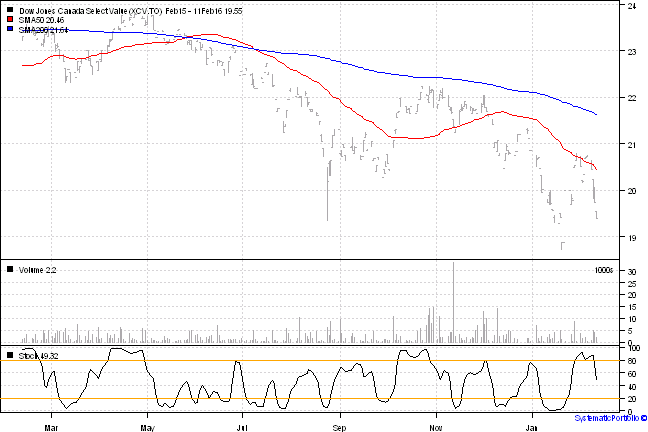 Dow Jones Canada Select Value (XCV.TO) Feb15 - 11Feb16 19.55
SMA50 20.46
SMA200 21.64
24
23
22
21
20
19
Volume 2.2
1000s
30
25
20
15
10
5
0
Stoch 49.32
100
80
60
40
20
0
Mar May Jul Sep Nov Jan
SystematicPortfolio ©